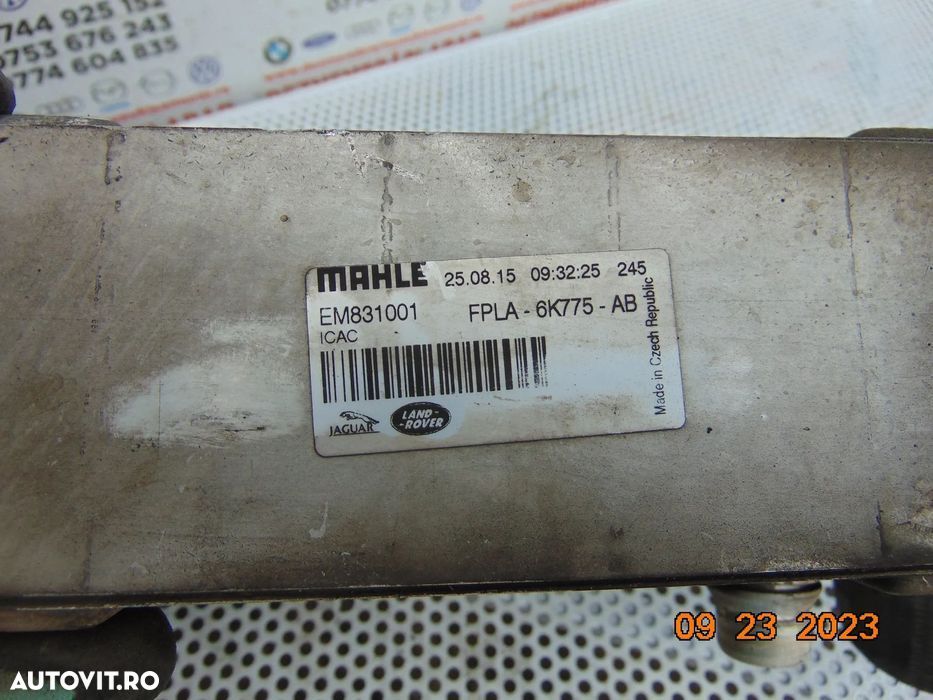 0744 925 152
0753 676 243
0774 604 835
MAHLE 25.08.15 09:32:25 245
EM831001 FPLA - 6K775 - AB
ICAC
Made in Czech Republic
JAGUAR
LAND-
-ROVER
09 23 2023
AUTOVIT.RO